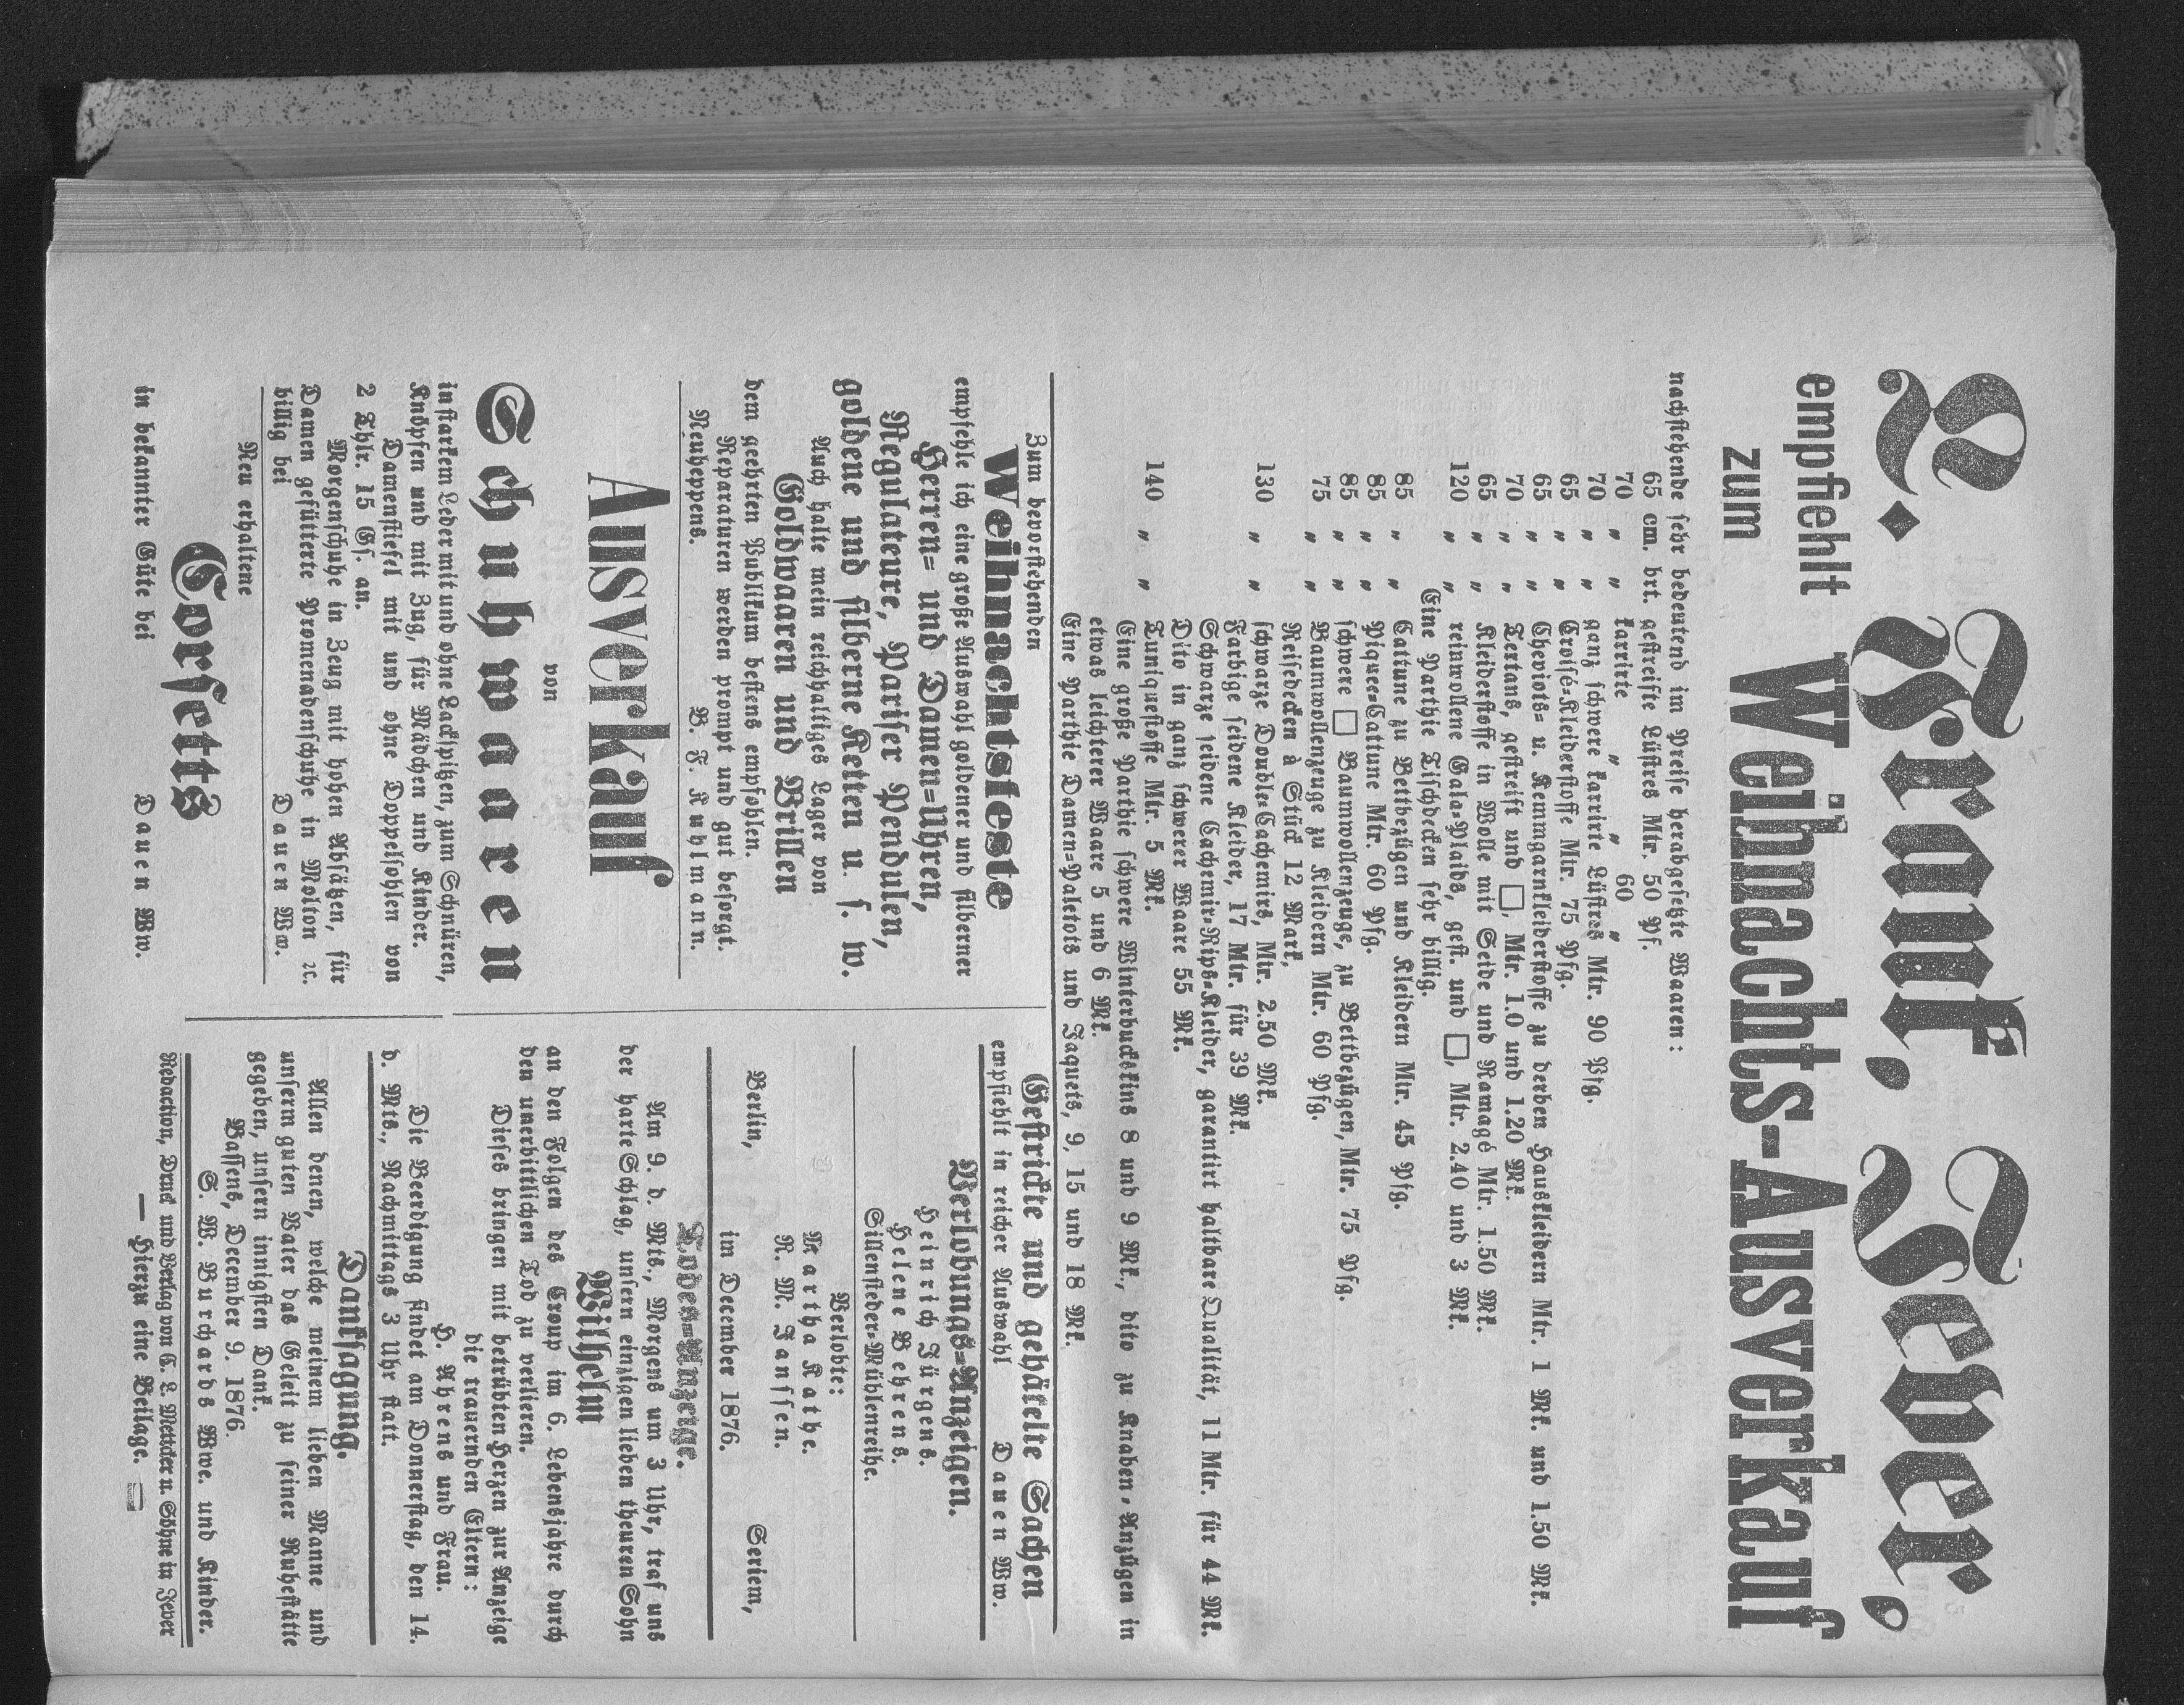 L. Krant, Jever,
empfiehlt
zum Weihnachts-Ausverkauf
nachstehende sehr bedeutend im Preise herabgesetzte Waaren:
65 cm. brt. gestreifte Lüstres Mtr. 50 Pf.
70 " " karrirte " " 60 "
70 " " ganz schwere karrirte Lüstres Mtr. 90 Pfg.
65 " " Croisé-Kleiderstoffe Mtr. 75 Pfg.
65 " " Cheviots- u. Kemmgarnkleiderstoffe zu derben Hauskleidern Mtr. 1 Mk. und 1.50 Mk.
70 " " Tertans, gestreift und □, Mtr. 1.0 und 1.20 Mk.
65 " " Kleiderstoffe in Wolle mit Seide und Ramagé Mtr. 1.50 Mk.
120 " " reinwollene Gala-Plaids, gest. und □, Mtr. 2.40 und 3 Mk.
Eine Parthie Tischdecken sehr billig.
85 " " Cattune zu Bettbezügen und Kleidern Mtr. 45 Pfg.
85 " " Piquee-Cattune Mtr. 60 Pfg.
85 " " schwere □ Baumwollenzeuge, zu Bettbezügen, Mtr. 75 Pfg.
75 " " Baumwollenzeuge zu Kleidern Mtr. 60 Pfg.
Reisedecken à Stück 12 Mark,
130 " " schwarze Double-Cachemirs, Mtr. 2.50 Mk.
Farbige seidene Kleider, 17 Mtr. für 39 Mk.
Schwarze seidene Cachemir-Rips-Kleider, garantirt haltbare Qualität, 11 Mtr. für 44 Mk.
Dito in ganz schwerer Waare 55 Mk.
140 " " Tuniquestoffe Mtr. 5 Mk.
Eine große Parthie schwere Winterbuckskins 8 und 9 Mk., dito zu Knaben-Anzügen in
etwas leichterer Waare 5 und 6 Mk.
Eine Parthie Damen-Paletots und Jaquets, 9, 15 und 18 Mk.
Zum bevorstehenden
Weihnachtsfeste
empfehle ich eine große Auswahl goldener und silberner
Herren- und Damen-Uhren,
Regulateure, Pariser Pendulen,
goldene und silberne Ketten u. s. w.
Auch halte mein reichhaltiges Lager von
Goldwaaren und Brillen
dem geehrten Publikum bestens empfohlen.
Reparaturen werden prompt und gut besorgt.
Neubeppens. B. F. Kuhlmann.
Ausverkauf
von
Schuhwaaren
in starkem Leder mit und ohne Lackspitzen, zum Schnüren,
Knöpfen und mit Zug, für Mädchen und Kinder.
Damenstiefel mit und ohne Doppelsohlen von
2 Thlr. 15 Gs. an.
Morgenschuhe in Zeug mit hohen Absätzen, für
Damen gefütterte Promenadenschuhe in Molton ꝛc.
billig bei Dauen Ww.
Neu erhaltene
Corsetts
in bekannter Güte bei Dauen Ww.
Gestrickte und gehäkelte Sachen
empfiehlt in reicher Auswahl Dauen Ww.
Verlobungs-Anzeigen.
Heinrich Jürgens.
Helene Behrens.
Sillensteder-Mühlenreihe.
Verlobte:
Martha Kathe.
R. M. Janssen.
Berlin, Seriem,
im December 1876.
Todes-Anzeige.
Am 9. d. Mts., Morgens um 3 Uhr, traf uns
der harte Schlag, unsern einzigen lieben theuren Sohn
Wilhelm
an den Folgen des Croup im 6. Lebensjahre durch
den unerbittlichen Tod zu verlieren.
Dieses bringen mit betrübten Herzen zur Anzeige
die trauernden Eltern:
H. Ahrens und Frau.
Die Beerdigung findet am Donnerstag, den 14.
d. Mts., Nachmittags 3 Uhr statt.
Danksagung.
Allen denen, welche meinem lieben Manne und
unserm guten Vater das Geleit zu seiner Ruhestätte
gegeben, unsern innigsten Dank.
Bassens, December 9. 1876.
S. W. Burchards Wwe. und Kinder.
Redaction, Druck und Verlag von C. L. Mettcker u. Söhne in Jever
— Hierzu eine Beilage. —